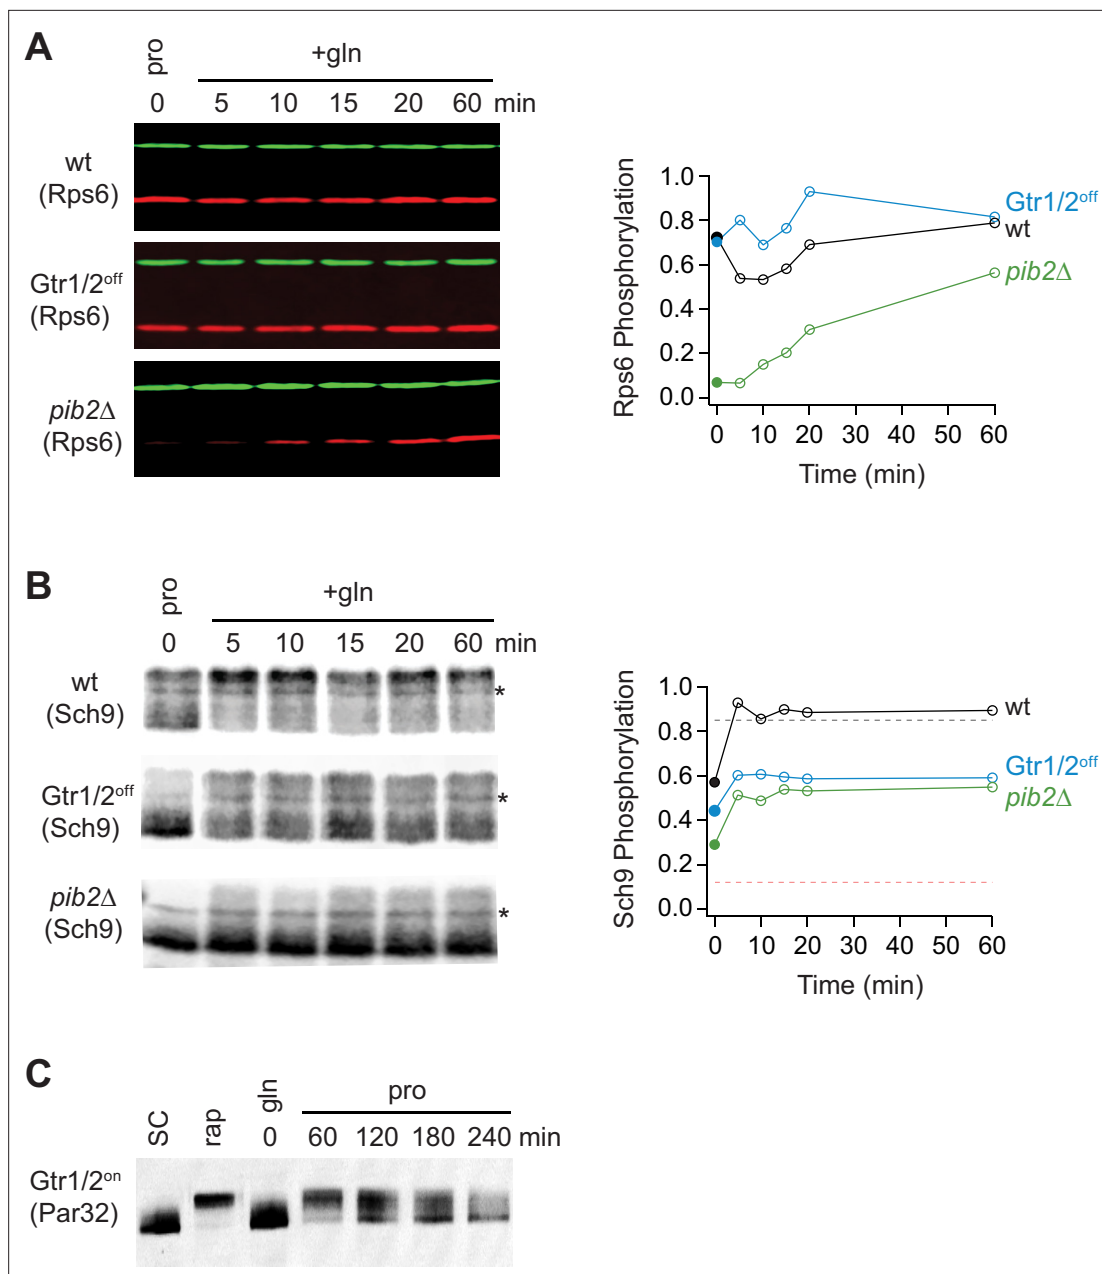 A
pro
+gln
0 5 10 15 20 60 min
wt
(Rps6)
Gtr1/2off
(Rps6)
pib2Δ
(Rps6)
Rps6 Phosphorylation
1.0
0.8
0.6
0.4
0.2
0.0
0 10 20 30 40 50 60
Time (min)
Gtr1/2off
wt
pib2Δ
B
pro
+gln
0 5 10 15 20 60 min
wt
(Sch9)
*
Gtr1/2off
(Sch9)
*
pib2Δ
(Sch9)
*
Sch9 Phosphorylation
1.0
0.8
0.6
0.4
0.2
0.0
0 10 20 30 40 50 60
Time (min)
wt
Gtr1/2off
pib2Δ
C
SC
rap
gln
pro
0 60 120 180 240 min
Gtr1/2on
(Par32)